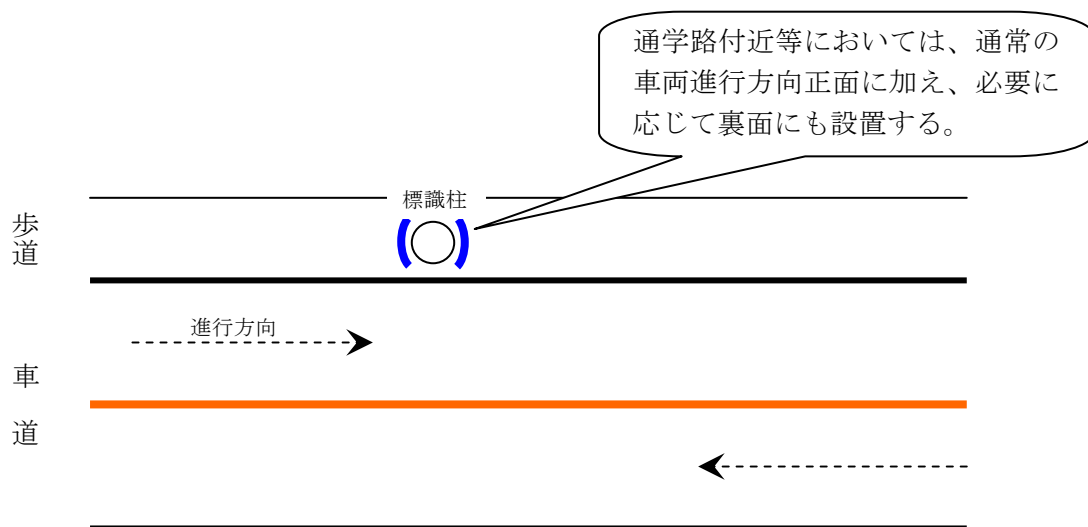 通学路付近等においては、通常の
車両進行方向正面に加え、必要に
応じて裏面にも設置する。
標識柱
歩道
進行方向
車道